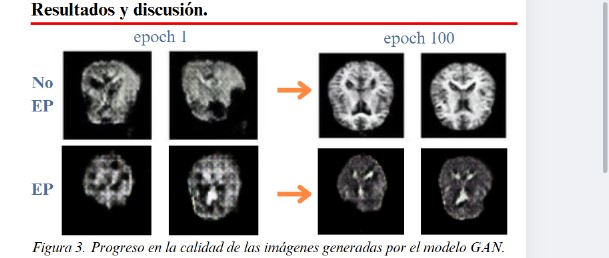 Resultados y discusión.
epoch 1
epoch 100
No
EP
EP
Figura 3. Progreso en la calidad de las imágenes generadas por el modelo GAN.